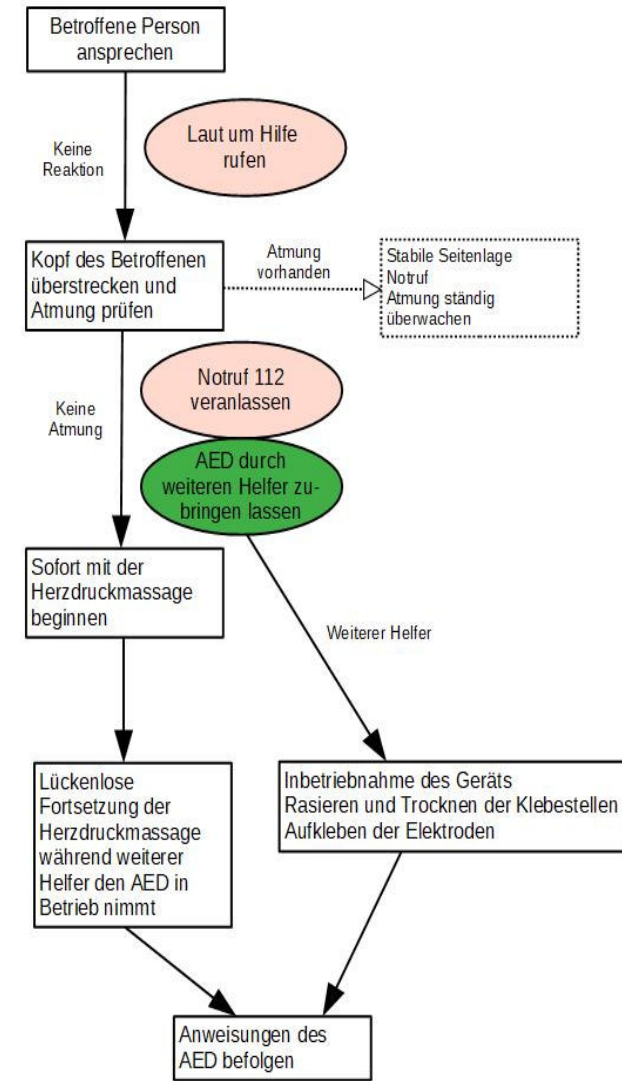 Betroffene Person
ansprechen
Keine
Reaktion
Laut um Hilfe
rufen
Kopf des Betroffenen
überstrecken und
Atmung prüfen
Atmung
vorhanden
Stabile Seitenlage
Notruf
Atmung ständig
überwachen
Keine
Atmung
Notruf 112
veranlassen
AED durch
weiteren Helfer zu-
bringen lassen
Sofort mit der
Herzdruckmassage
beginnen
Weiterer Helfer
Lückenlose
Fortsetzung der
Herzdruckmassage
während weiterer
Helfer den AED in
Betrieb nimmt
Inbetriebnahme des Geräts
Rasieren und Trocknen der Klebestellen
Aufkleben der Elektroden
Anweisungen des
AED befolgen